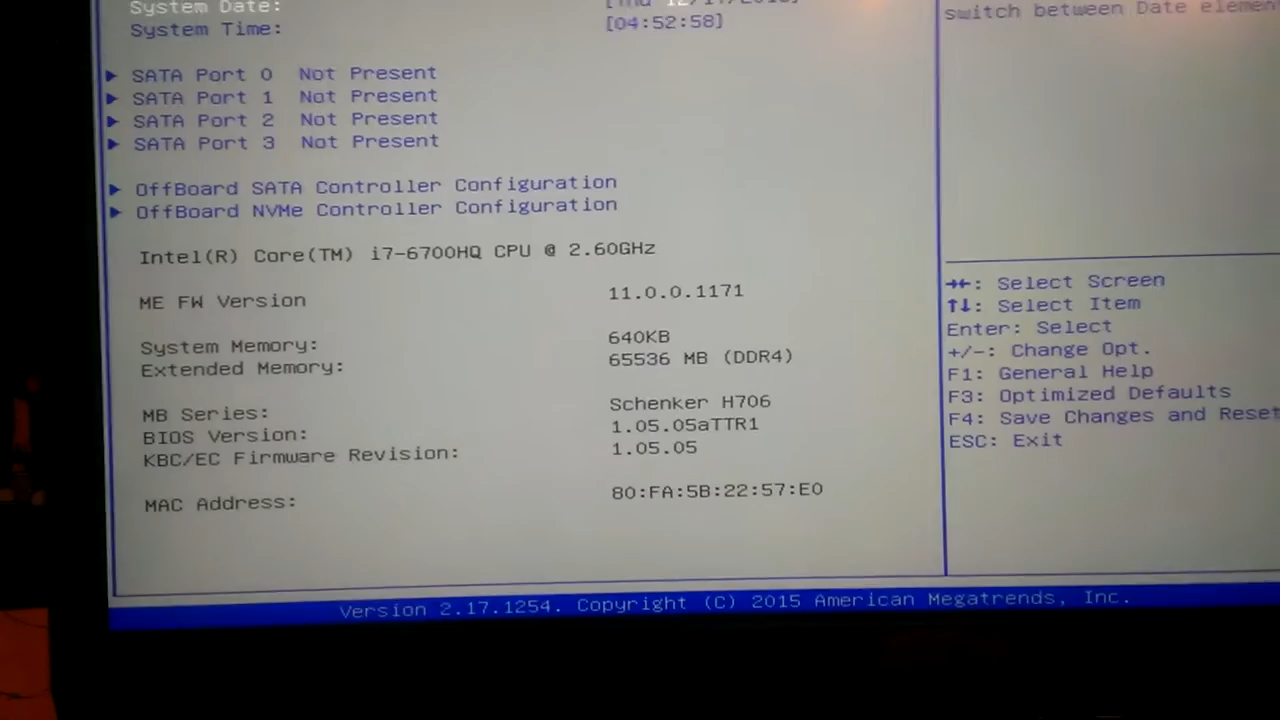 System Date:
System Time: [04:52:58]
switch between Date elemen
▶ SATA Port 0 Not Present
▶ SATA Port 1 Not Present
▶ SATA Port 2 Not Present
▶ SATA Port 3 Not Present
▶ OffBoard SATA Controller Configuration
▶ OffBoard NVMe Controller Configuration
Intel(R) Core(TM) i7-6700HQ CPU @ 2.60GHz
ME FW Version 11.0.0.1171
System Memory: 640KB
Extended Memory: 65536 MB (DDR4)
MB Series: Schenker H706
BIOS Version: 1.05.05aTTR1
KBC/EC Firmware Revision: 1.05.05
MAC Address: 80:FA:5B:22:57:E0
→←: Select Screen
↑↓: Select Item
Enter: Select
+/-: Change Opt.
F1: General Help
F3: Optimized Defaults
F4: Save Changes and Reset
ESC: Exit
Version 2.17.1254. Copyright (C) 2015 American Megatrends, Inc.